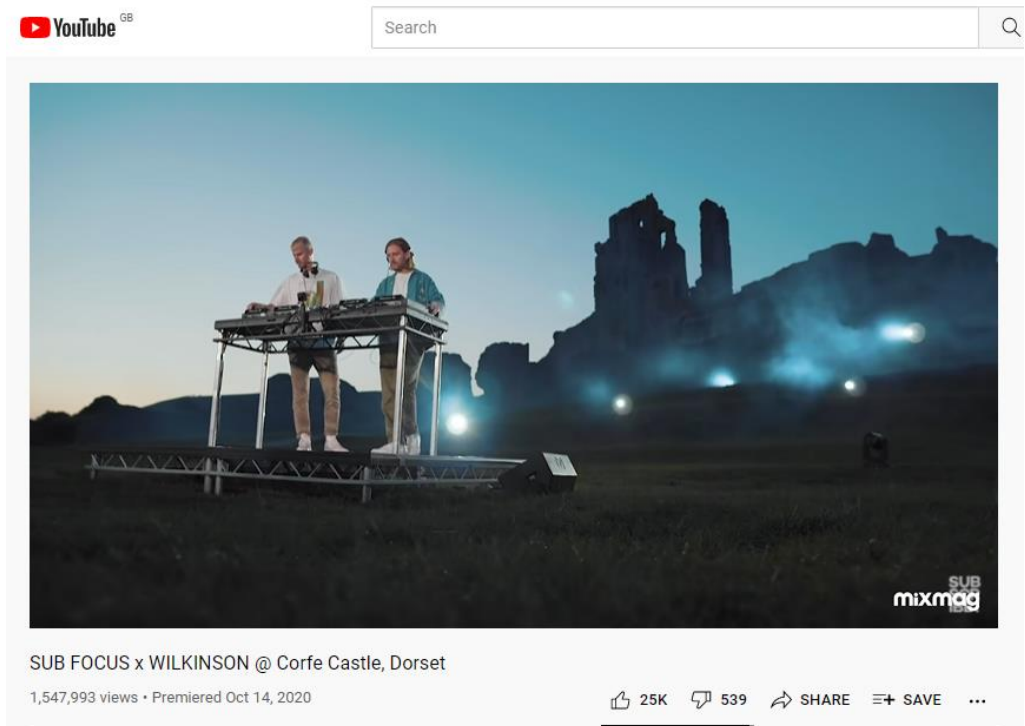 YouTube GB
Search
SUB
mixmag
SUB FOCUS x WILKINSON @ Corfe Castle, Dorset
1,547,993 views • Premiered Oct 14, 2020
25K 539 SHARE SAVE ...